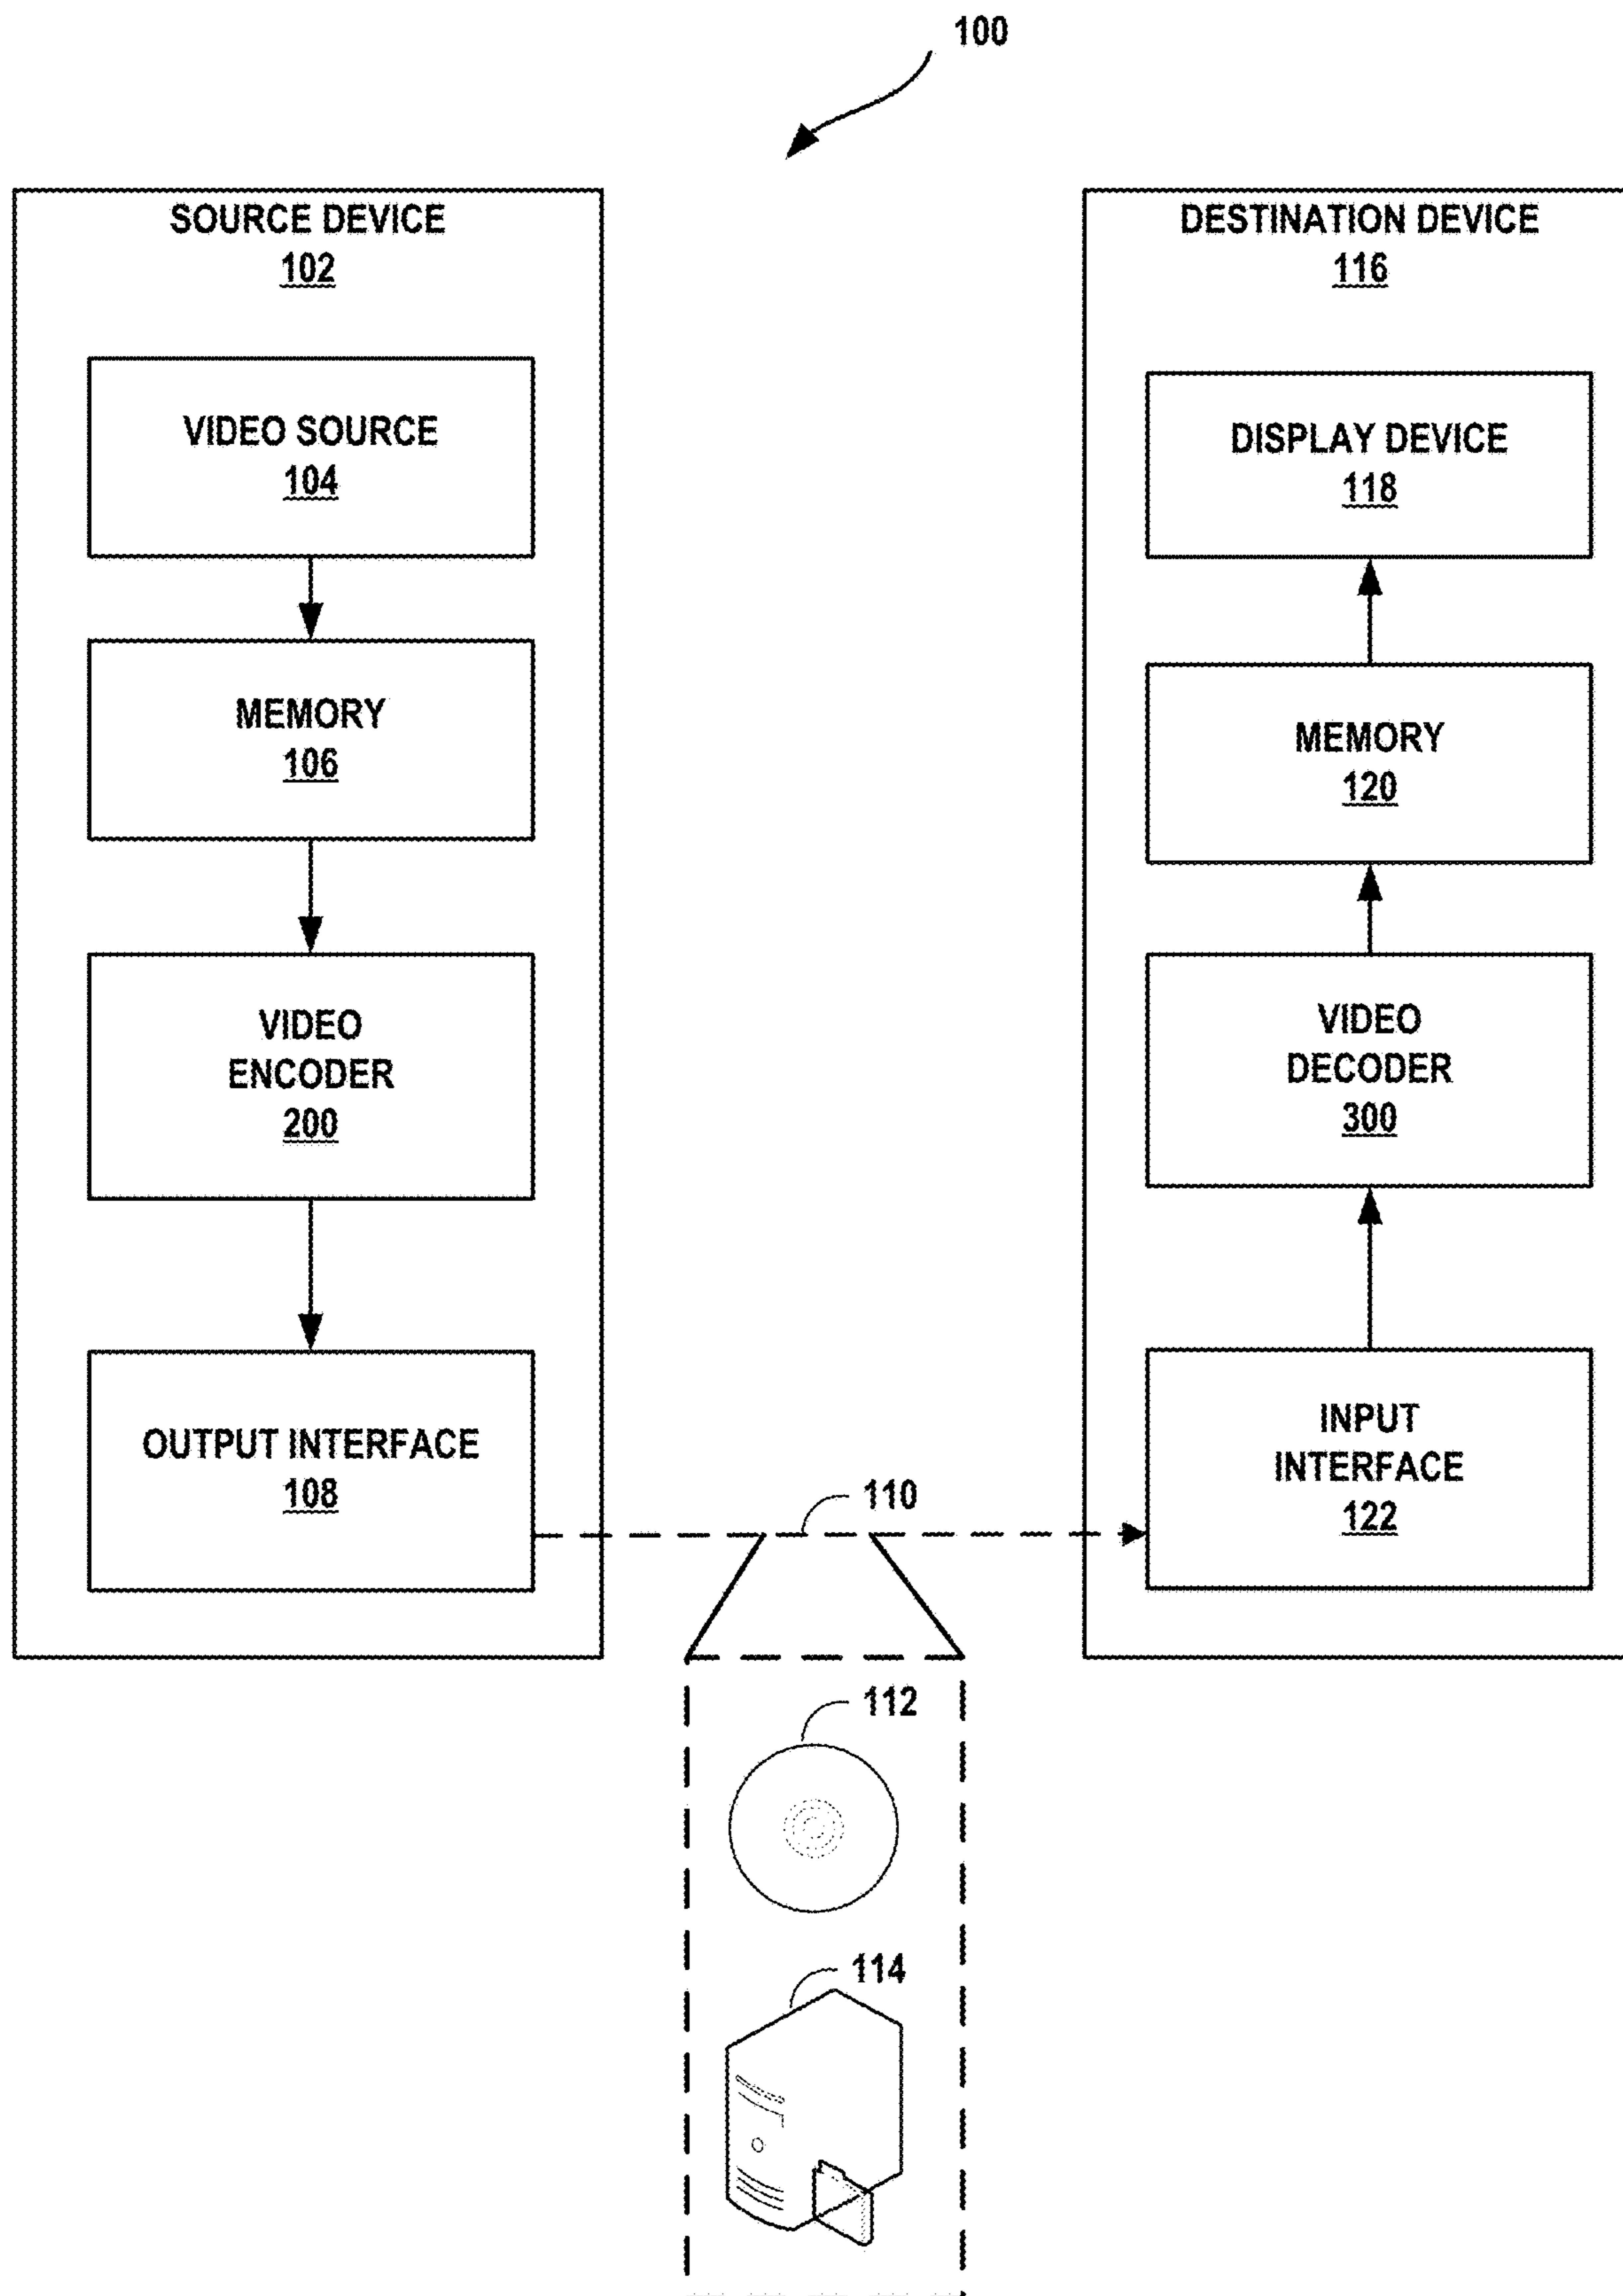 100
SOURCE DEVICE
102
VIDEO SOURCE
104
MEMORY
106
VIDEO
ENCODER
200
OUTPUT INTERFACE
108
DESTINATION DEVICE
116
DISPLAY DEVICE
118
MEMORY
120
VIDEO
DECODER
300
INPUT
INTERFACE
122
110
112
114